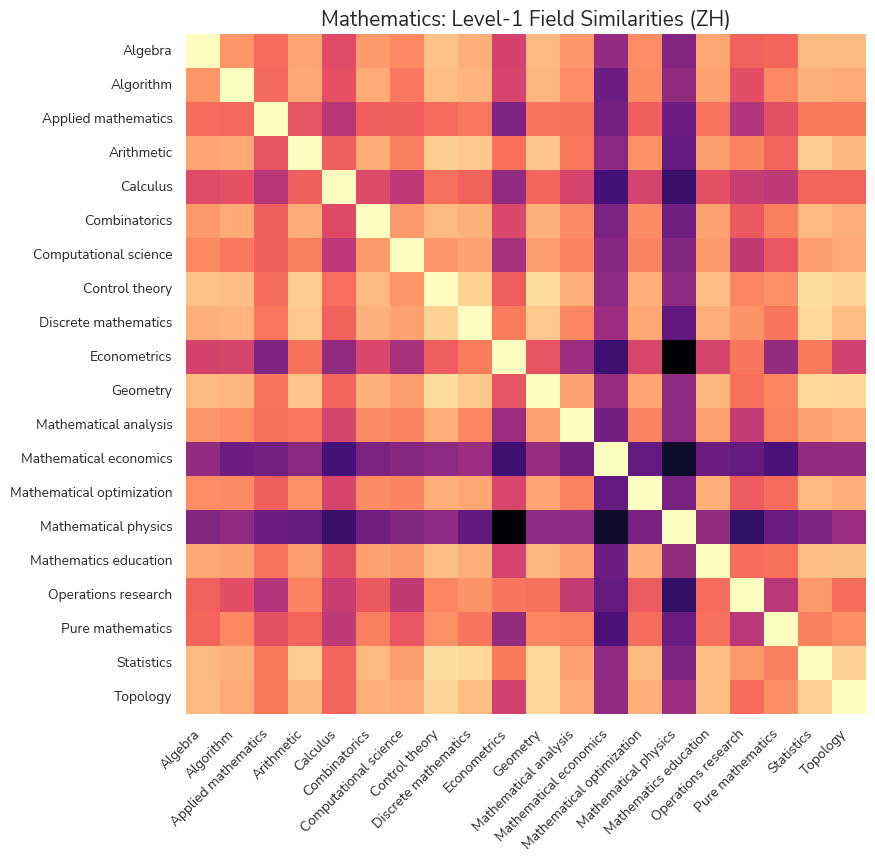 Mathematics: Level-1 Field Similarities (ZH)
Algebra
Algorithm
Applied mathematics
Arithmetic
Calculus
Combinatorics
Computational science
Control theory
Discrete mathematics
Econometrics
Geometry
Mathematical analysis
Mathematical economics
Mathematical optimization
Mathematical physics
Mathematics education
Operations research
Pure mathematics
Statistics
Topology
Algebra
Algorithm
Applied mathematics
Arithmetic
Calculus
Combinatorics
Computational science
Control theory
Discrete mathematics
Econometrics
Geometry
Mathematical analysis
Mathematical economics
Mathematical optimization
Mathematical physics
Mathematics education
Operations research
Pure mathematics
Statistics
Topology